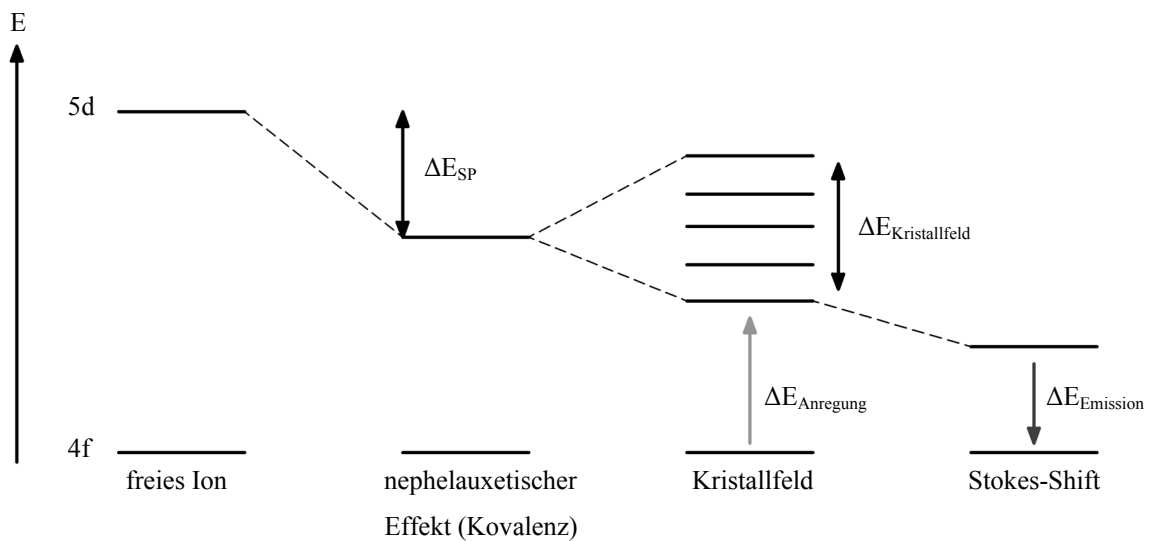 E
5d
ΔE_SP
ΔE_Kristallfeld
ΔE_Anregung
ΔE_Emission
4f
freies Ion
nephelauxetischer
Effekt (Kovalenz)
Kristallfeld
Stokes-Shift